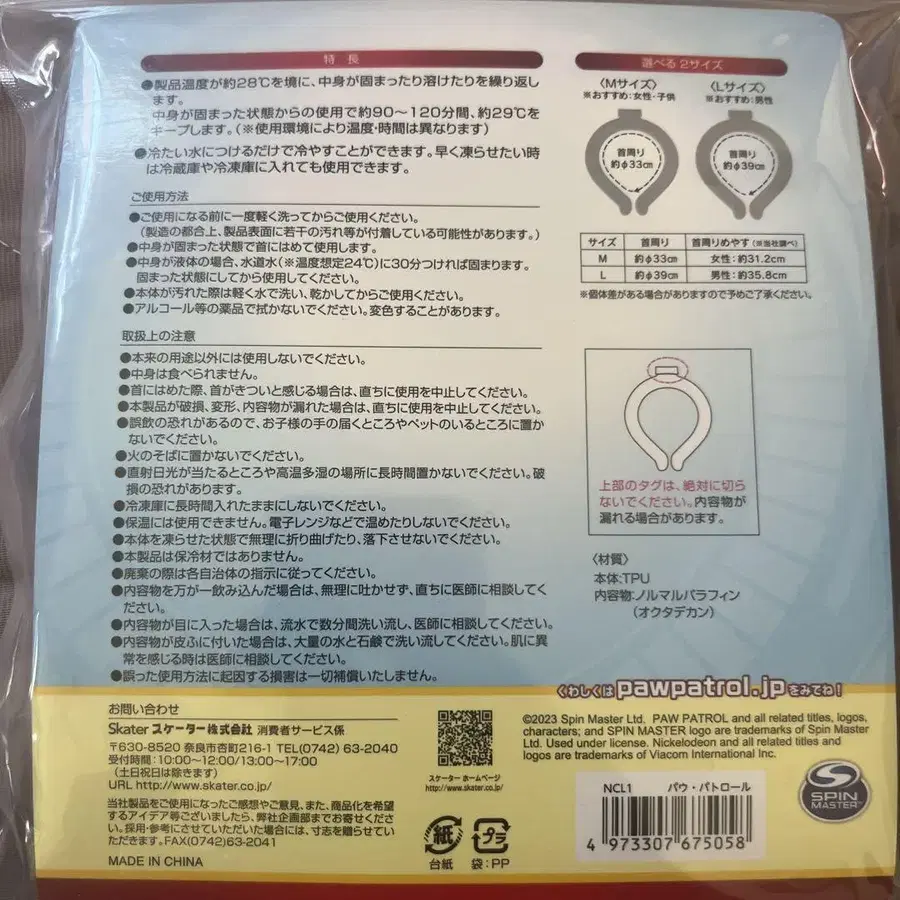 特長
●製品温度が約28℃を境に、中身が固まったり溶けたりを繰り返し
ます。
中身が固まった状態からの使用で約90～120分間、約29℃を
キープします。(※使用環境により温度・時間は異なります)
●冷たい水につけるだけで冷やすことができます。早く凍らせたい時
は冷蔵庫や冷凍庫に入れても使用できます。
ご使用方法
●ご使用になる前に一度軽く洗ってからご使用ください。
(製造の都合上、製品表面に若干の汚れ等が付着している可能性があります。)
●中身が固まった状態で首にはめて使用します。
●中身が液体の場合、水道水(※温度想定24℃)に30分つければ固まります。
固まった状態にしてから使用してください。
●本体が汚れた際は軽く水で洗い、乾かしてからご使用ください。
●アルコール等の薬品で拭かないでください。変色することがあります。
取扱上の注意
●本来の用途以外には使用しないでください。
●中身は食べられません。
●首にはめた際、首がきついと感じる場合は、直ちに使用を中止してください。
●本製品が破損、変形、内容物が漏れた場合は、直ちに使用を中止してください。
●誤飲の恐れがあるので、お子様の手の届くところやペットのいるところに置か
ないでください。
●火のそばに置かないでください。
●直射日光が当たるところや高温多湿の場所に長時間置かないでください。破
損の恐れがあります。
●冷凍庫に長時間入れたままにしないでください。
●保温には使用できません。電子レンジなどで温めたりしないでください。
●本体を凍らせた状態で無理に折り曲げたり、落下させないでください。
●本製品は保冷材ではありません。
●廃棄の際は各自治体の指示に従ってください。
●内容物を万が一飲み込んだ場合は、無理に吐かせず、直ちに医師に相談してく
ださい。
●内容物が目に入った場合は、流水で数分間洗い流し、医師に相談してください。
●内容物が皮ふに付いた場合は、大量の水と石鹸で洗い流してください。肌に異
常を感じる時は医師に相談してください。
●誤った使用方法に起因する損害は一切補償いたしません。
選べる2サイズ
〈Mサイズ〉
※おすすめ:女性・子供
〈Lサイズ〉
※おすすめ:男性
首周り
約φ33cm
首周り
約φ39cm
サイズ 首周り 首周りめやす(※当社調べ)
M 約φ33cm 女性:約31.2cm
L 約φ39cm 男性:約35.8cm
※個体差がある場合がありますので予めご了承ください。
上部のタグは、絶対に切ら
ないでください。内容物が
漏れる場合があります。
〈材質〉
本体:TPU
内容物:ノルマルパラフィン
(オクタデカン)
くわしくはpawpatrol.jpをみてね!
お問い合わせ
Skater スケーター株式会社 消費者サービス係
〒630-8520 奈良市杏町216-1 TEL(0742) 63-2040
受付時間:10:00～12:00/13:00～17:00
(土日祝日は除きます)
URL http://www.skater.co.jp/
当社製品をご使用になったご感想やご意見、また、商品化を希望
するアイデア等ございましたら、弊社企画部までお寄せくださ
い。採用・参考にさせていただいた場合には、寸志を贈らせていた
だきます。FAX(0742)63-2041
MADE IN CHINA
スケーター ホームページ
http://www.skater.co.jp/
紙
台紙
プラ
袋:PP
©2023 Spin Master Ltd. PAW PATROL and all related titles, logos,
characters; and SPIN MASTER logo are trademarks of Spin Master
Ltd. Used under license. Nickelodeon and all related titles and
logos are trademarks of Viacom International Inc.
NCL1 パウ・パトロール
4 973307 675058
SPIN
MASTER™